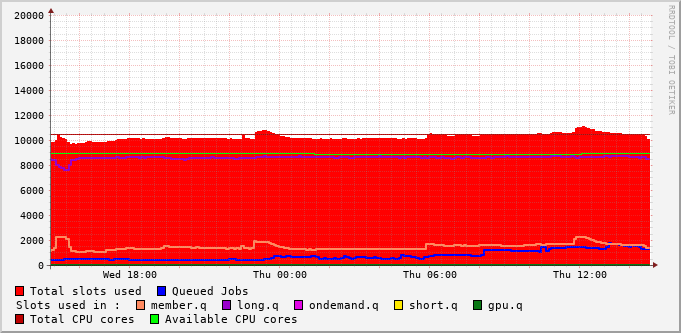 20000
18000
16000
14000
12000
10000
8000
6000
4000
2000
0
Wed 18:00 Thu 00:00 Thu 06:00 Thu 12:00
Total slots used Queued Jobs
Slots used in : member.q long.q ondemand.q short.q gpu.q
Total CPU cores Available CPU cores
RRDTOOL / TOBI OETIKER